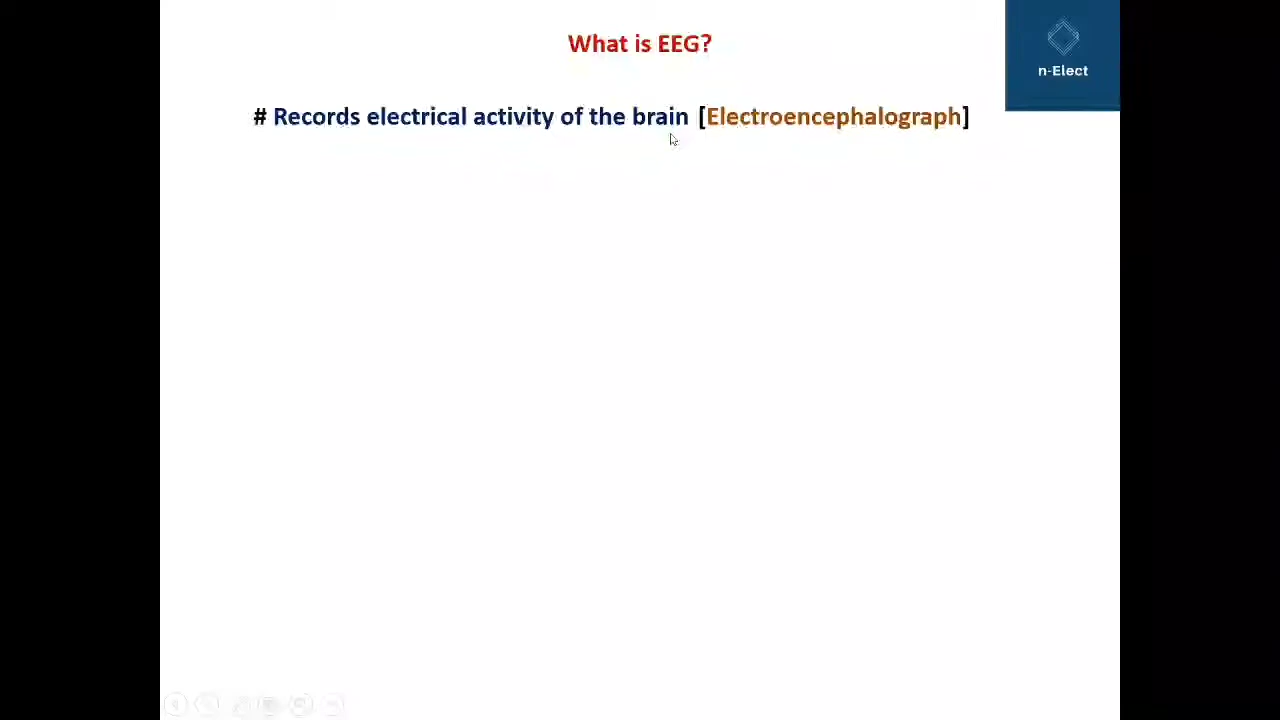 What is EEG?
n-Elect
# Records electrical activity of the brain [Electroencephalograph]